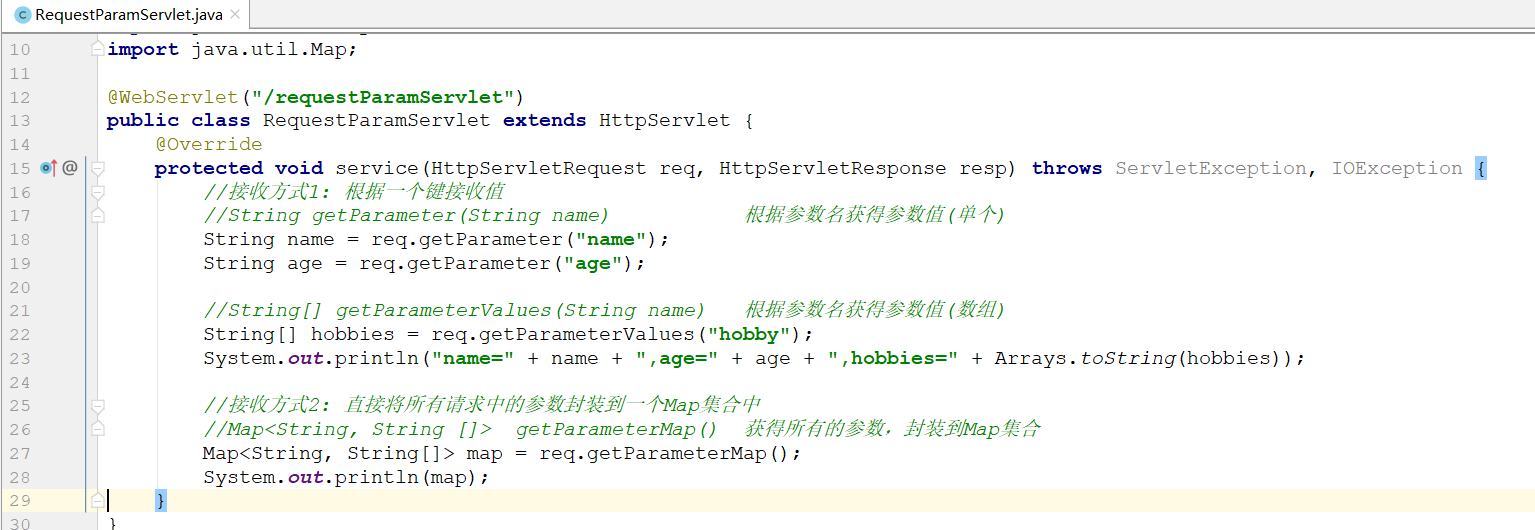 RequestParamServlet.java
10 import java.util.Map;
11
12 @WebServlet("/requestParamServlet")
13 public class RequestParamServlet extends HttpServlet {
14 @Override
15 @ protected void service(HttpServletRequest req, HttpServletResponse resp) throws ServletException, IOException {
16 //接收方式1: 根据一个键接收值
17 //String getParameter(String name) 根据参数名获得参数值(单个)
18 String name = req.getParameter("name");
19 String age = req.getParameter("age");
20
21 //String[] getParameterValues(String name) 根据参数名获得参数值(数组)
22 String[] hobbies = req.getParameterValues("hobby");
23 System.out.println("name=" + name + ",age=" + age + ",hobbies=" + Arrays.toString(hobbies));
24
25 //接收方式2: 直接将所有请求中的参数封装到一个Map集合中
26 //Map<String, String []> getParameterMap() 获得所有的参数，封装到Map集合
27 Map<String, String[]> map = req.getParameterMap();
28 System.out.println(map);
29 }
30 }